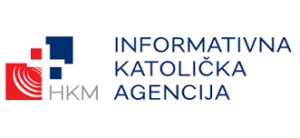 HKM
INFORMATIVNA
KATOLIČKA
AGENCIJA